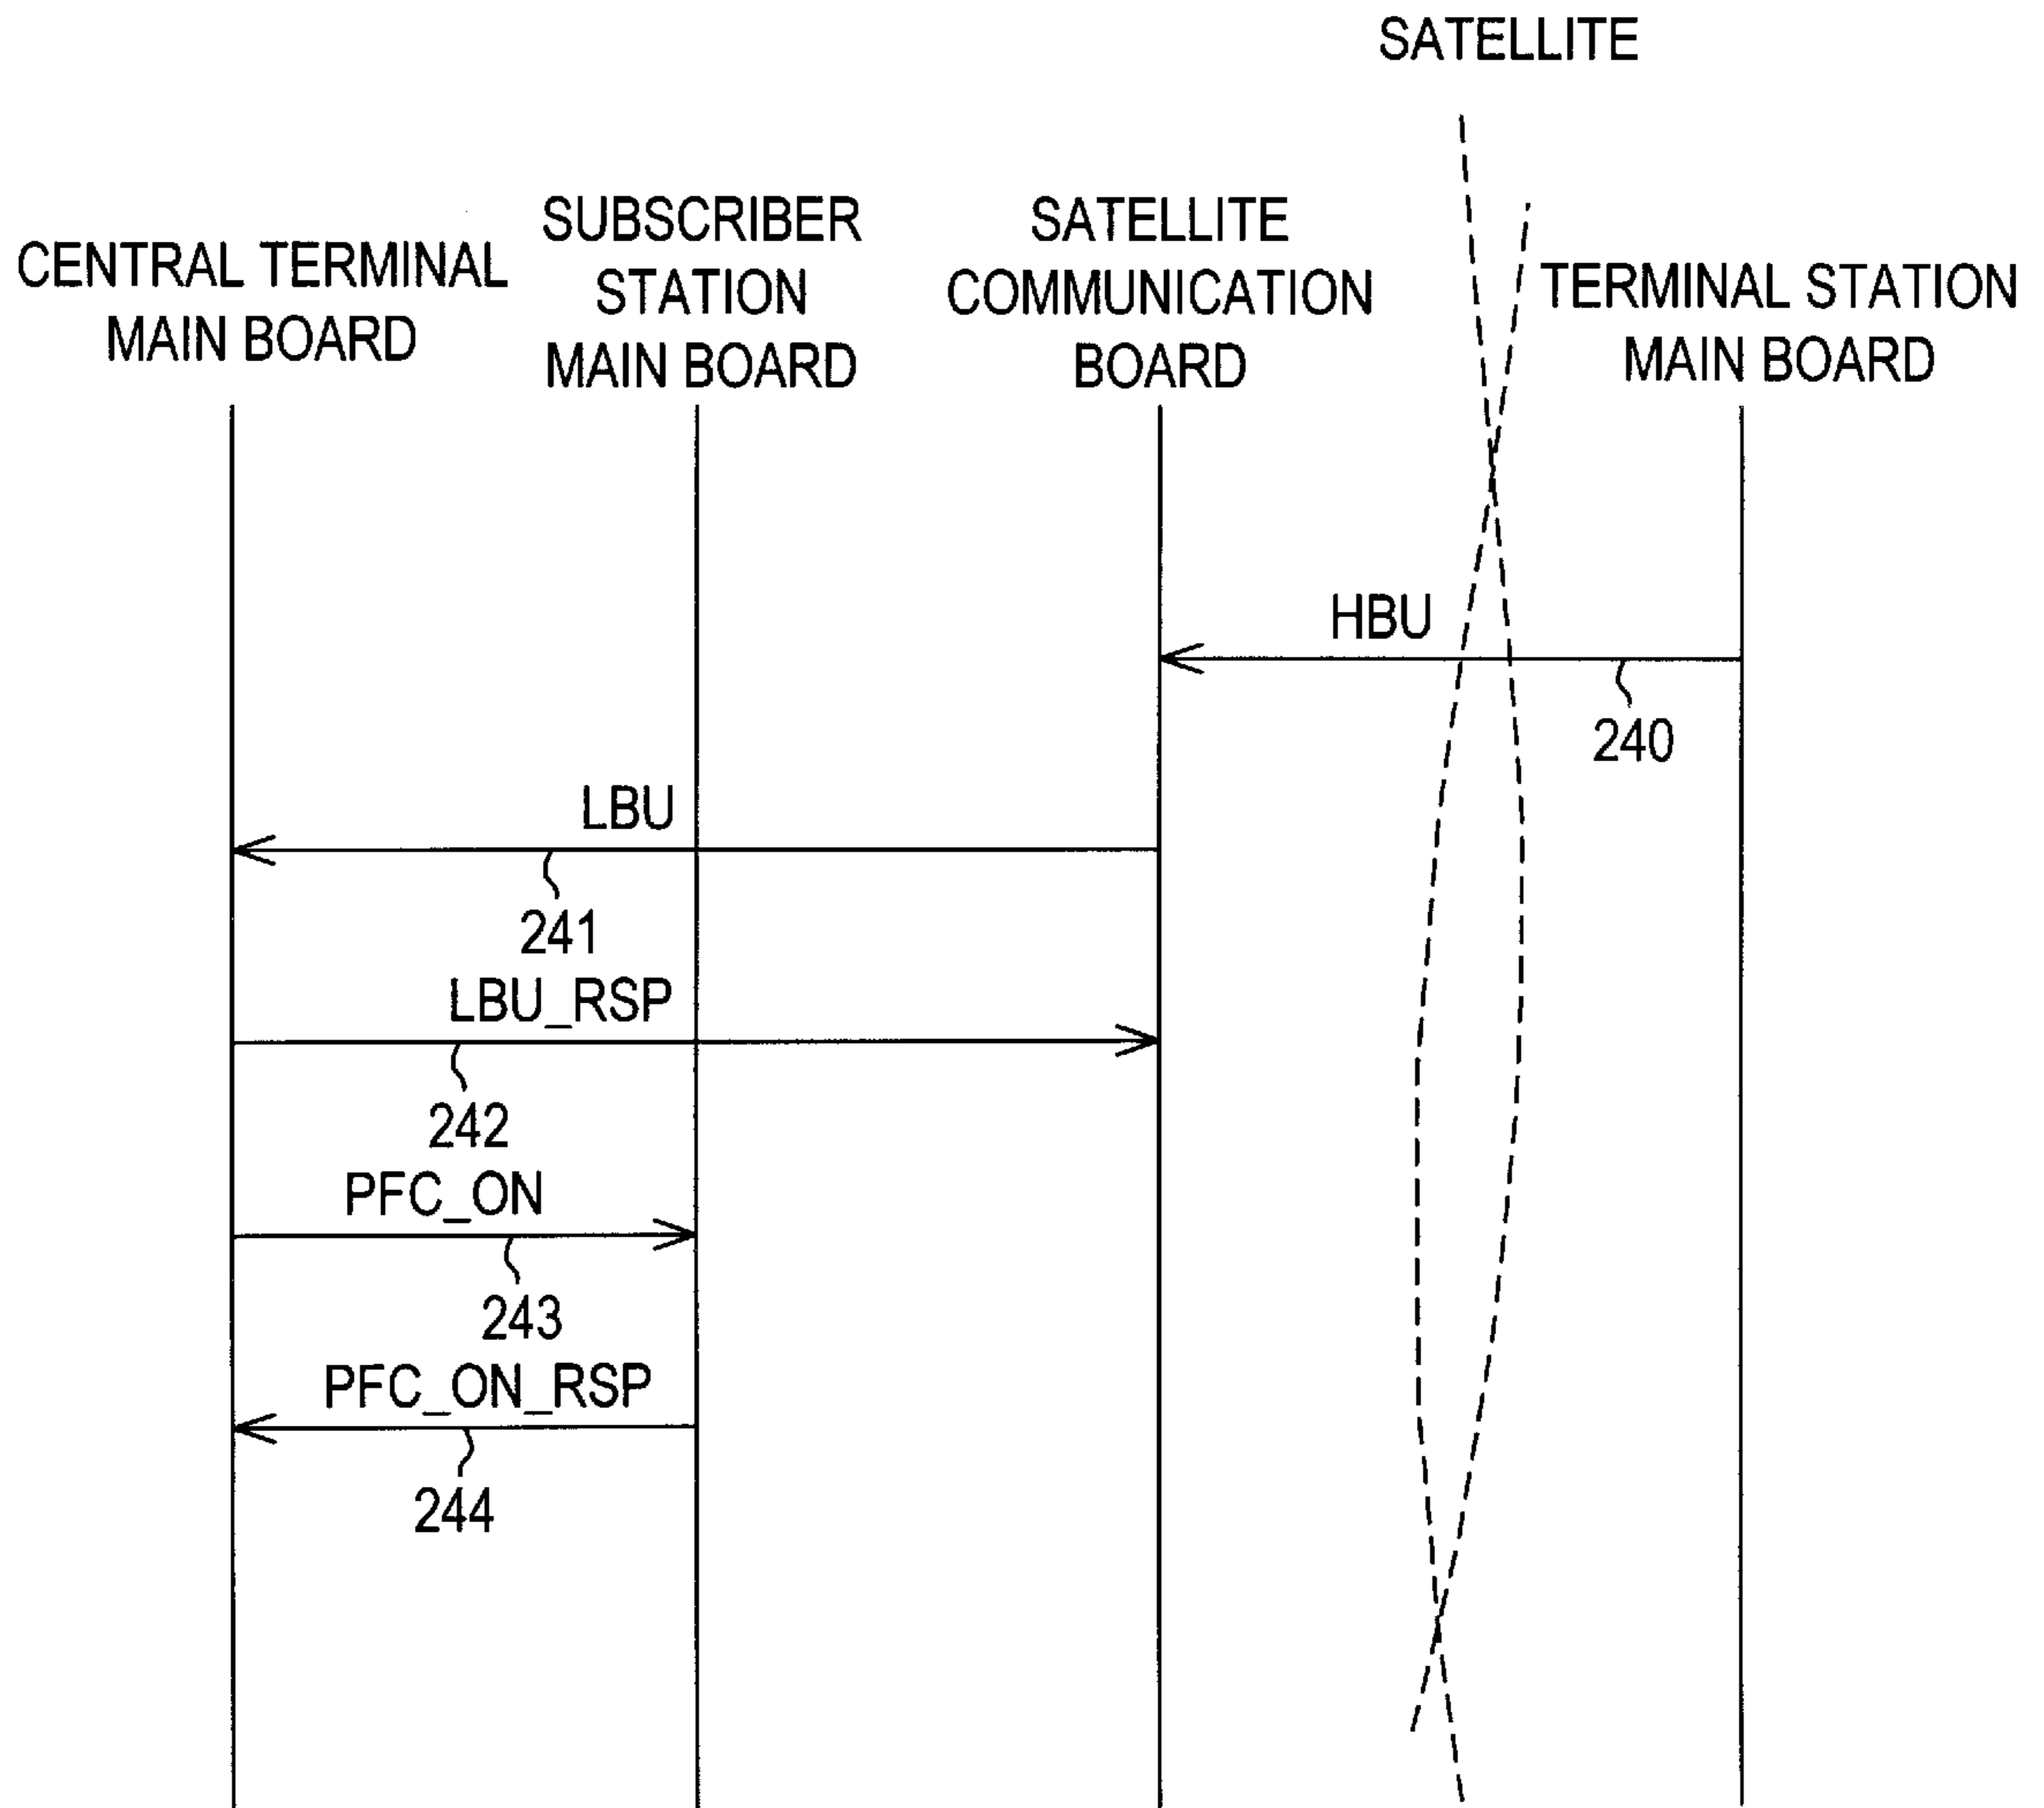 SATELLITE
CENTRAL TERMINAL
MAIN BOARD
SUBSCRIBER
STATION
MAIN BOARD
SATELLITE
COMMUNICATION
BOARD
TERMINAL STATION
MAIN BOARD
HBU
240
LBU
241
LBU_RSP
242
PFC_ON
243
PFC_ON_RSP
244